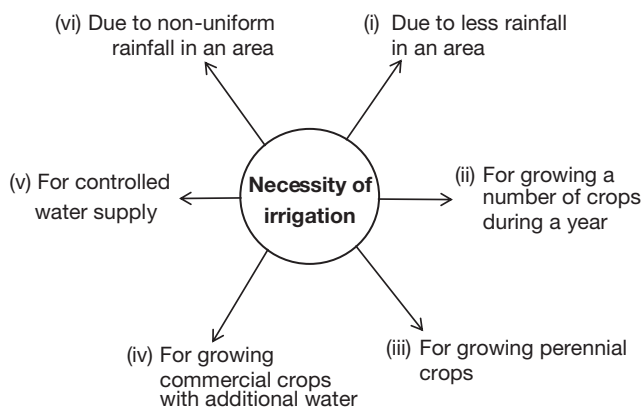 (vi) Due to non-uniform
rainfall in an area
(i) Due to less rainfall
in an area
(v) For controlled
water supply
Necessity of
irrigation
(ii) For growing a
number of crops
during a year
(iv) For growing
commercial crops
with additional water
(iii) For growing perennial
crops